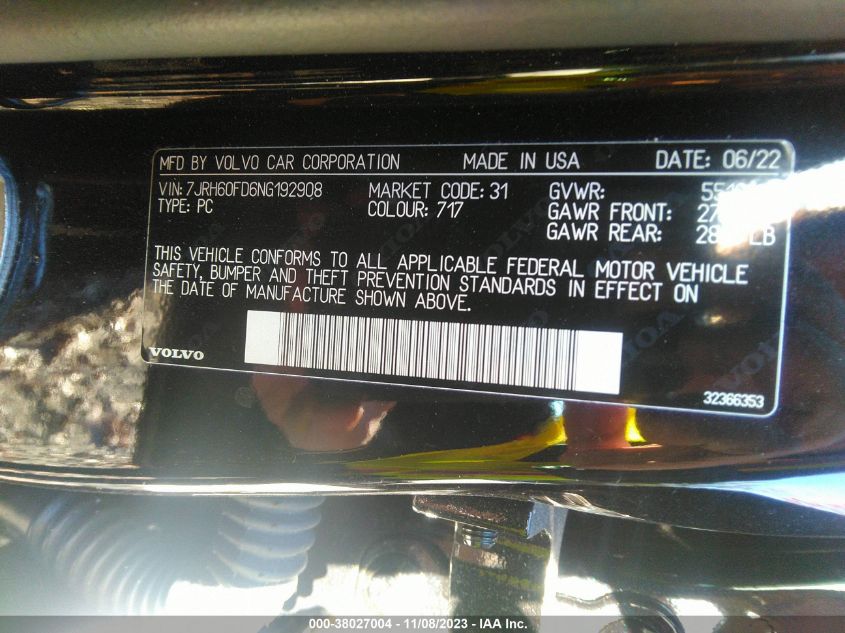 MFD BY VOLVO CAR CORPORATION MADE IN USA DATE: 06/22
VIN: 7JRH60FD6NG192908 MARKET CODE: 31 GVWR:
TYPE: PC COLOUR: 717 GAWR FRONT:
GAWR REAR: LB
THIS VEHICLE CONFORMS TO ALL APPLICABLE FEDERAL MOTOR VEHICLE
SAFETY, BUMPER AND THEFT PREVENTION STANDARDS IN EFFECT ON
THE DATE OF MANUFACTURE SHOWN ABOVE.
VOLVO
32366353
000-38027004 - 11/08/2023 - IAA Inc.